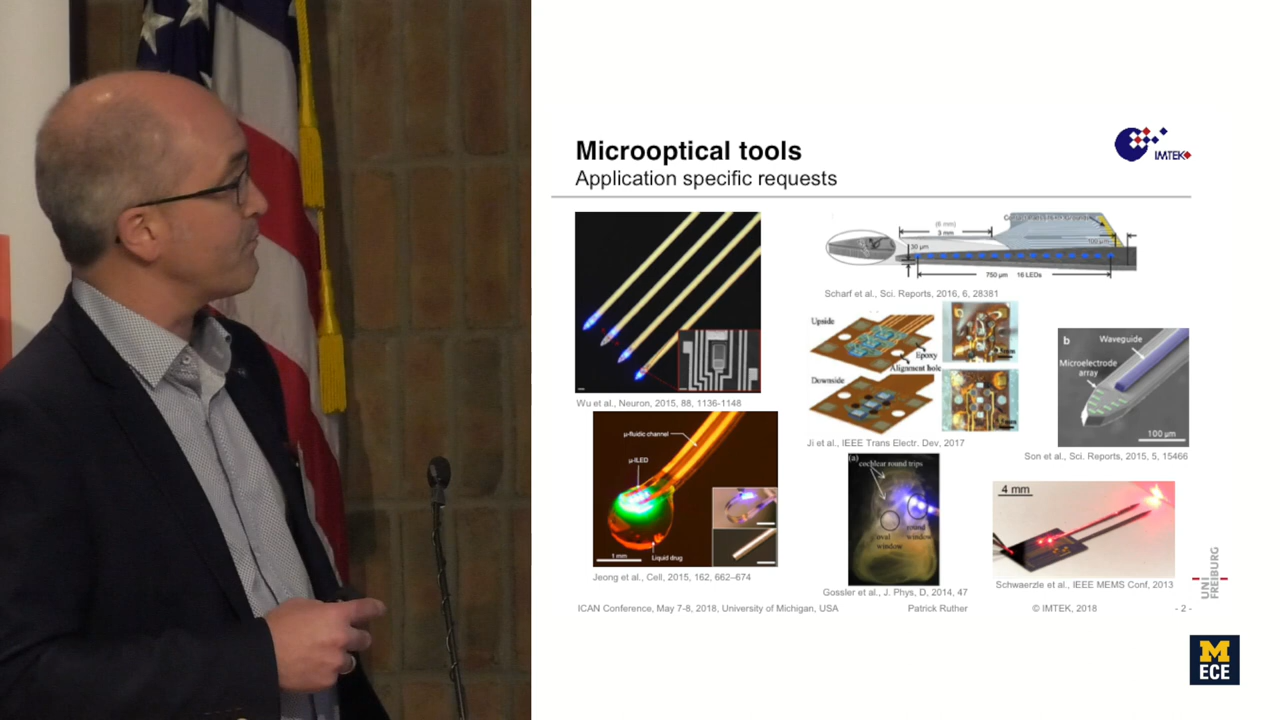 Microoptical tools
Application specific requests
IMTEK
Wu et al., Neuron, 2015, 88, 1136-1148
(6 mm)
3 mm
30 µm
100 µm
750 µm 16 LEDs
Scharf et al., Sci. Reports, 2016, 6, 28381
Upside
Epoxy
Alignment hole
Downside
Ji et al., IEEE Trans Electr. Dev, 2017
b
Waveguide
Microelectrode
array
100 µm
Son et al., Sci. Reports, 2015, 5, 15466
µ-fluidic channel
µ-ILED
1 mm
Liquid drug
Jeong et al., Cell, 2015, 162, 662–674
(a)
cochlear round trips
oval
window
round
window
Gossler et al., J. Phys, D, 2014, 47
4 mm
Schwaerzle et al., IEEE MEMS Conf, 2013
UNI
FREIBURG
ICAN Conference, May 7-8, 2018, University of Michigan, USA
Patrick Ruther
© IMTEK, 2018
- 2 -
M
ECE